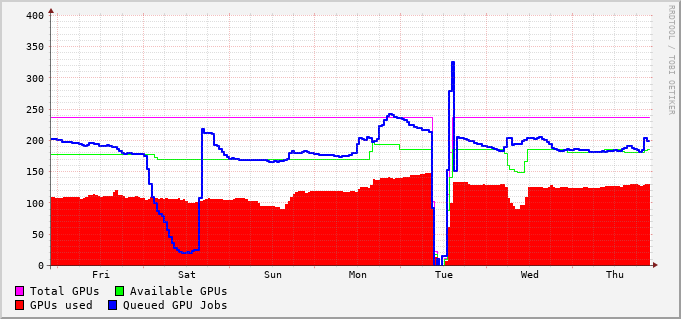 400
350
300
250
200
150
100
50
0
Fri Sat Sun Mon Tue Wed Thu
Total GPUs Available GPUs
GPUs used Queued GPU Jobs
RRDTOOL / TOBI OETIKER